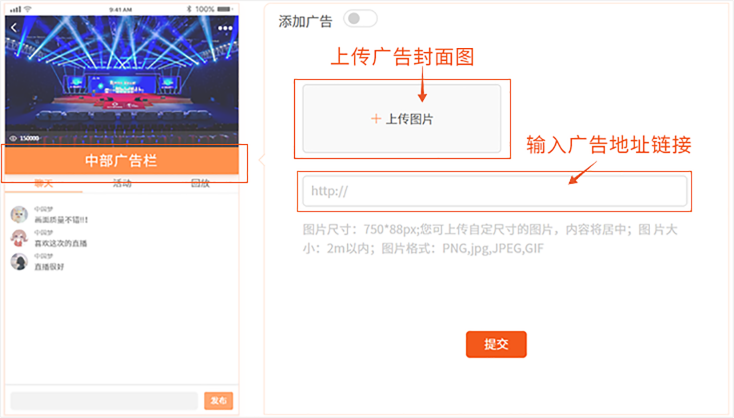 9:41 AM
100%
150000
中部广告栏
聊天
活动
回放
中国梦
画面质量不错!!!
中国梦
喜欢这次的直播
中国梦
直播很好
发布
添加广告
上传广告封面图
+ 上传图片
输入广告地址链接
http://
图片尺寸：750*88px;您可上传自定尺寸的图片，内容将居中；图 片大
小：2m以内；图片格式：PNG,jpg,JPEG,GIF
提交